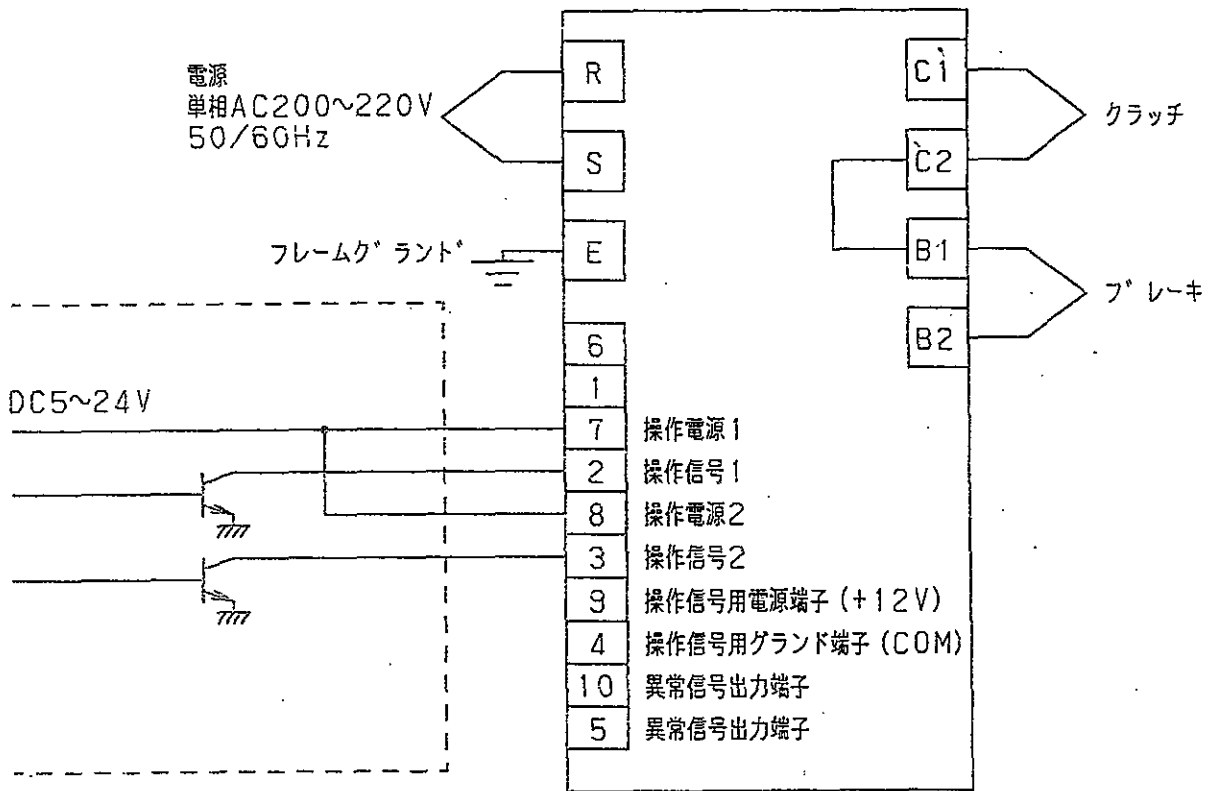 電源
単相AC200~220V
50/60Hz
フレームグランド
DC5~24V
R
S
E
6
1
7 操作電源1
2 操作信号1
8 操作電源2
3 操作信号2
9 操作信号用電源端子(+12V)
4 操作信号用グランド端子(COM)
10 異常信号出力端子
5 異常信号出力端子
C1
C2
B1
B2
クラッチ
ブレーキ